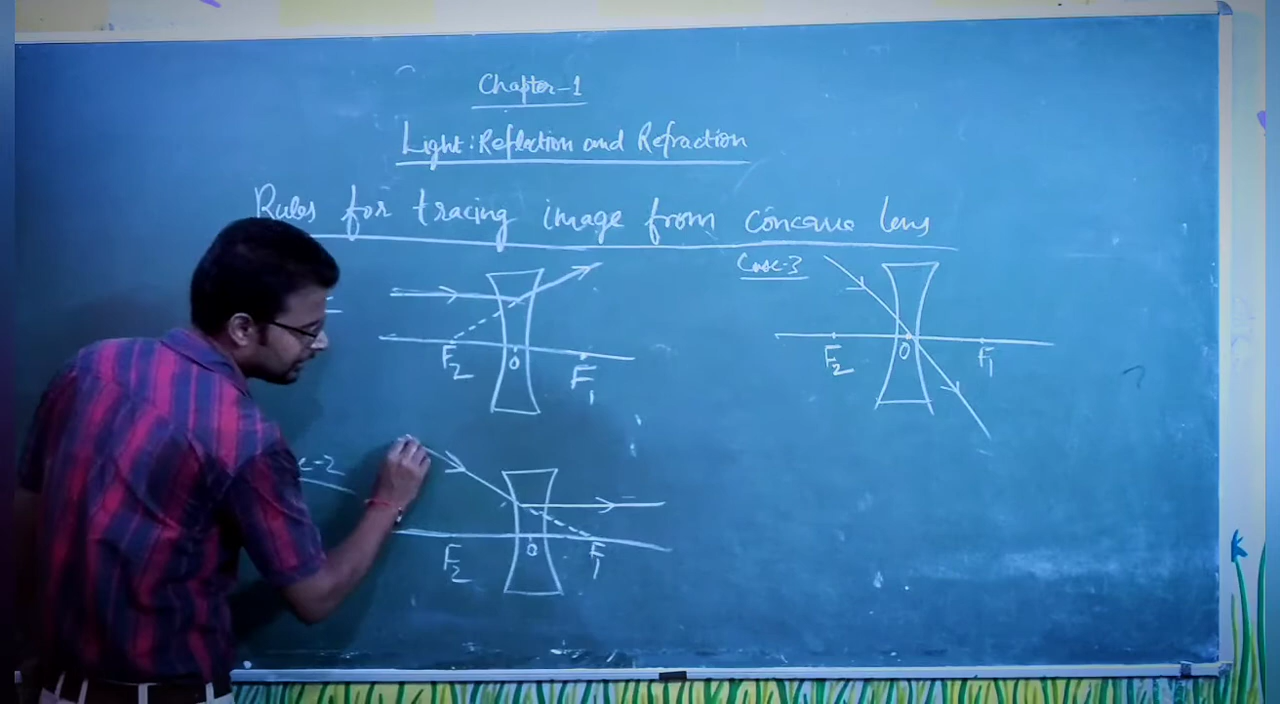 Chapter-1
Light: Reflection and Refraction
Rules for tracing image from concave lens
F2 O F1
Case-3
F2 O F1
-2
F2 O F1